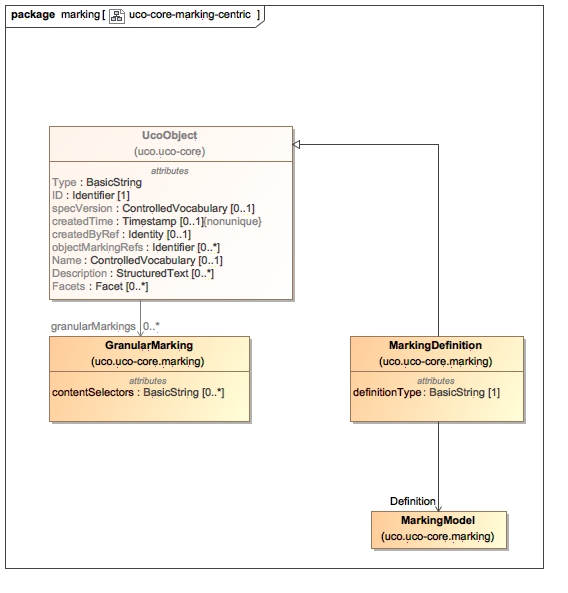 package marking [ uco-core-marking-centric ]
UcoObject
(uco.uco-core)
attributes
Type : BasicString
ID : Identifier [1]
specVersion : ControlledVocabulary [0..1]
createdTime : Timestamp [0..1]{nonunique}
createdByRef : Identity [0..1]
objectMarkingRefs : Identifier [0..*]
Name : ControlledVocabulary [0..1]
Description : StructuredText [0..*]
Facets : Facet [0..*]
granularMarkings 0..*
GranularMarking
(uco.uco-core.marking)
attributes
contentSelectors : BasicString [0..*]
MarkingDefinition
(uco.uco-core.marking)
attributes
definitionType : BasicString [1]
Definition
MarkingModel
(uco.uco-core.marking)